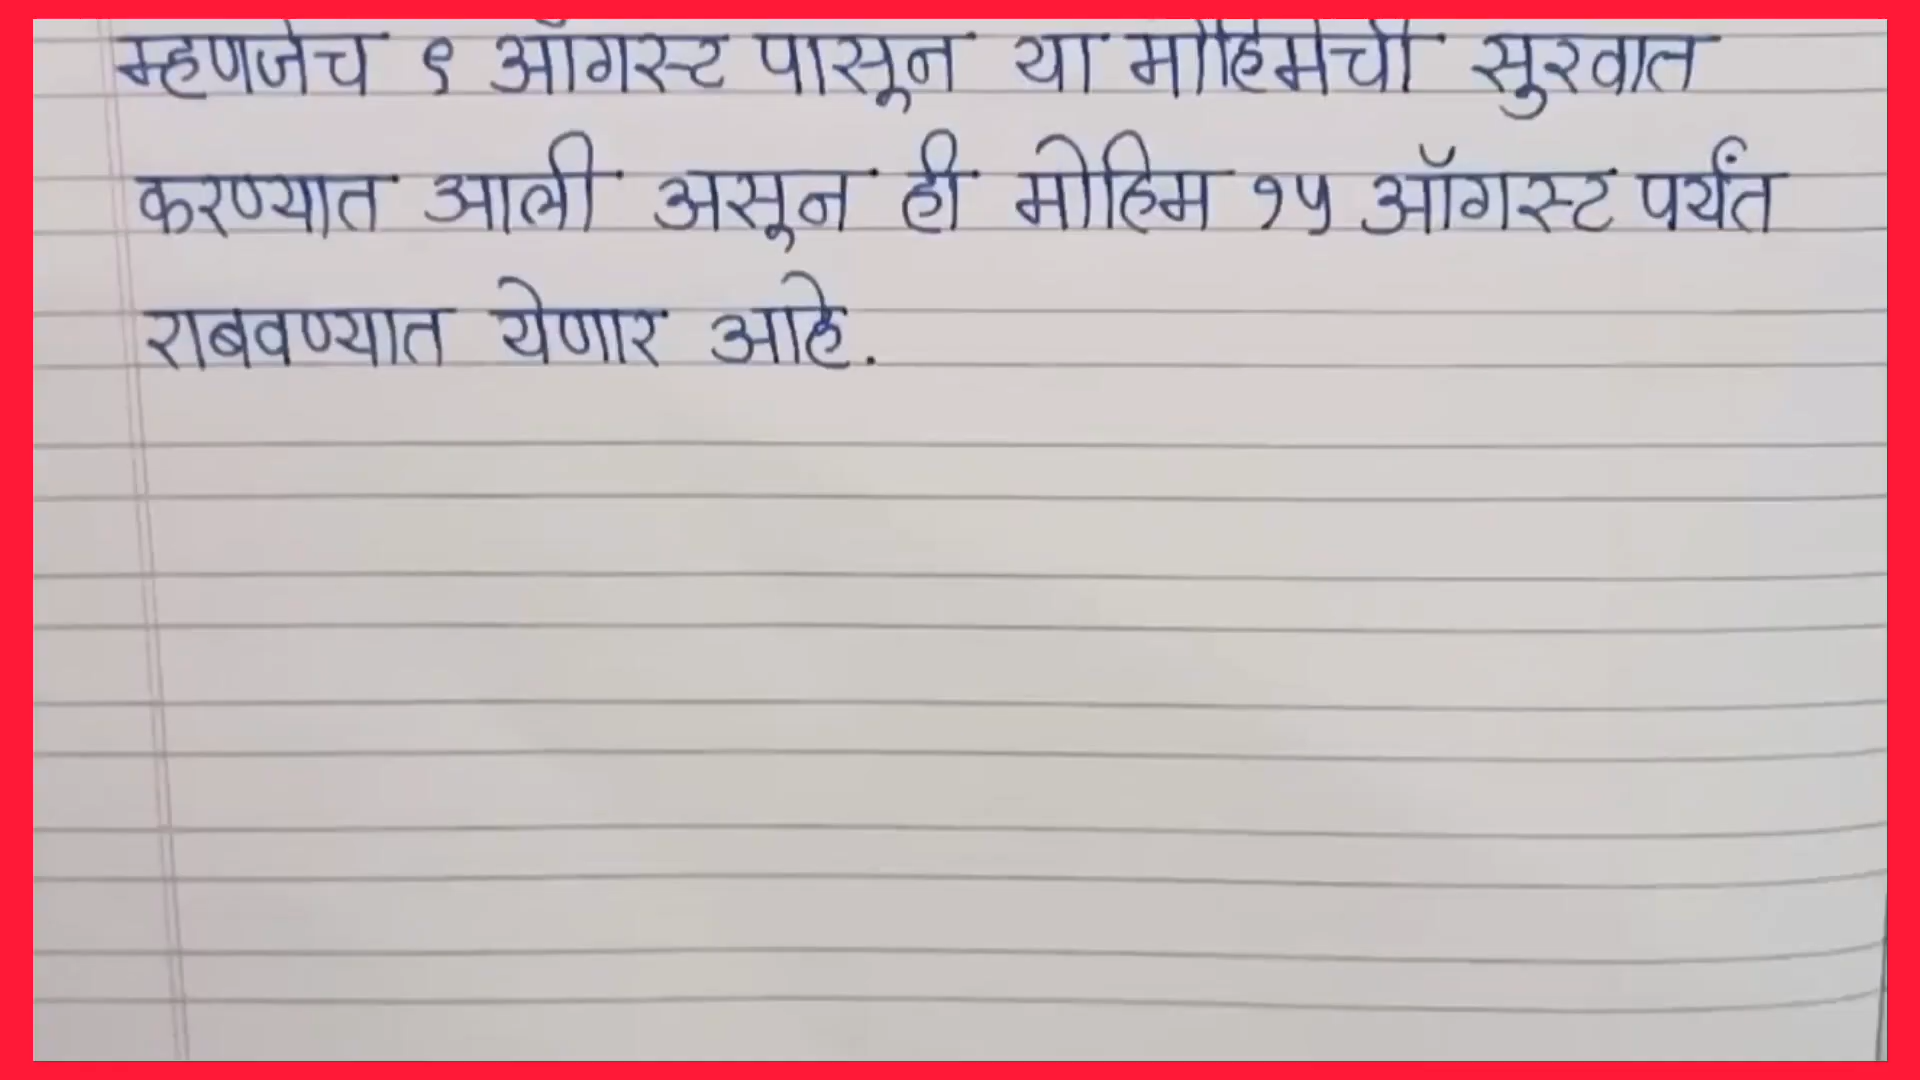 म्हणजेच ९ ऑगस्ट पासून या मोहिमेची सुरवात
करण्यात आली असून ही मोहिम १५ ऑगस्ट पर्यंत
राबवण्यात येणार आहे.